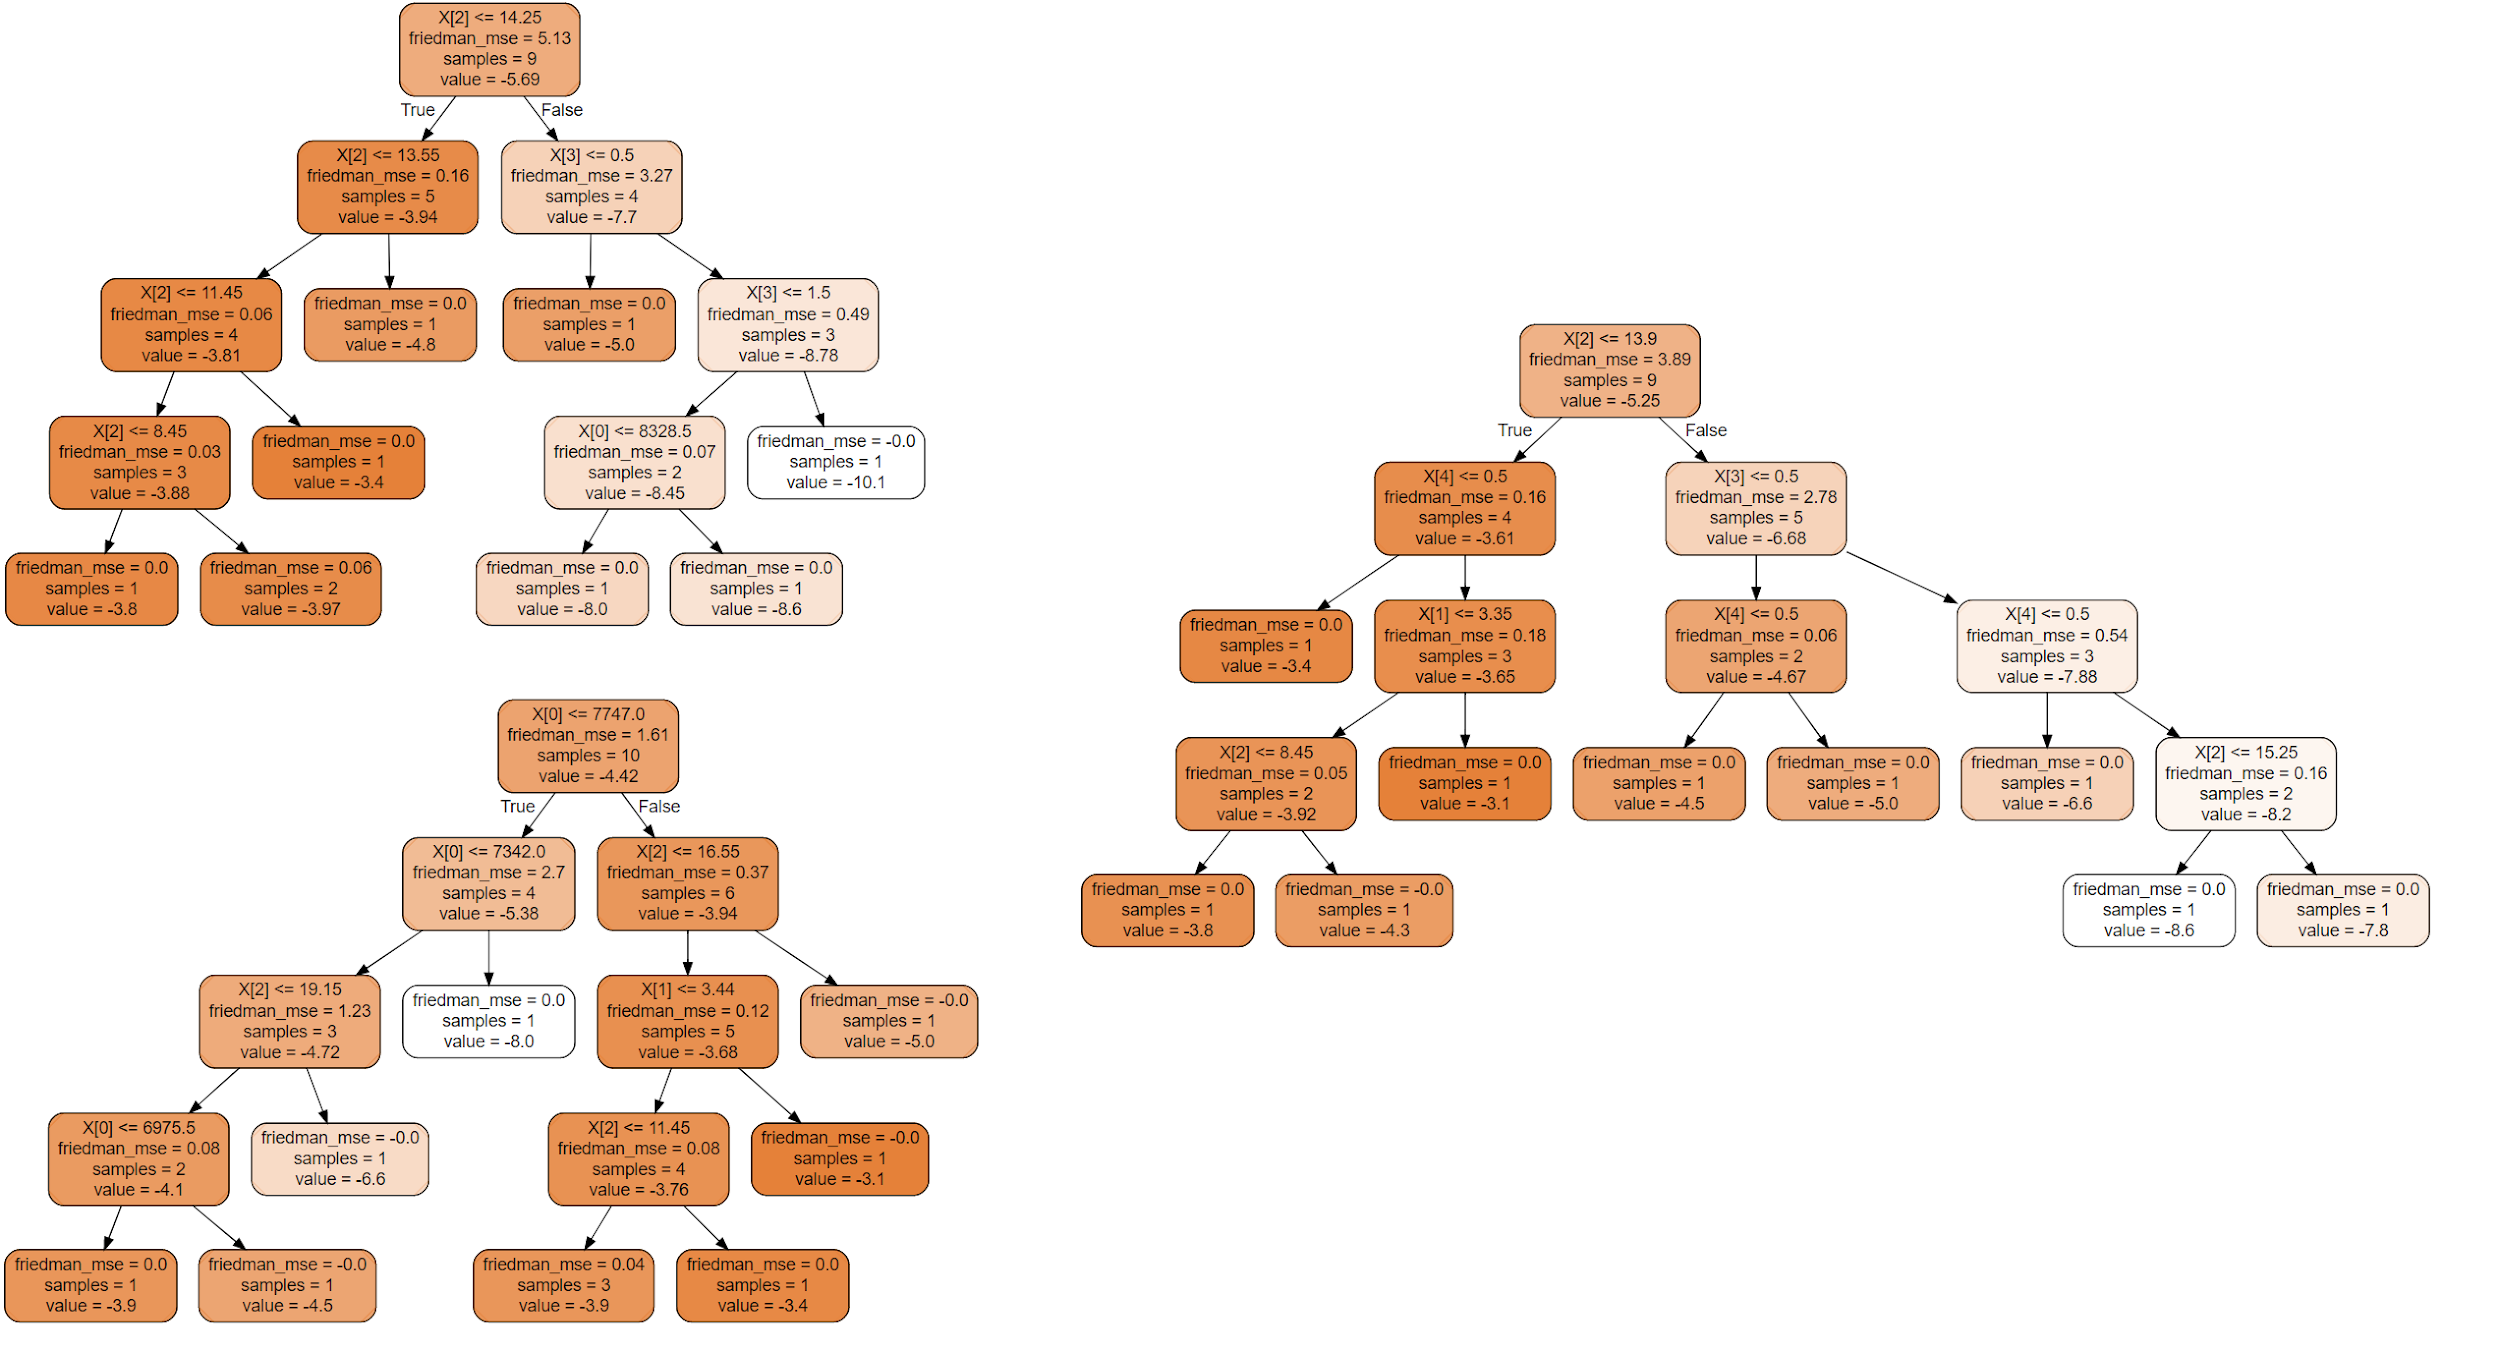 X[2] <= 14.25
friedman_mse = 5.13
samples = 9
value = -5.69
True
False
X[2] <= 13.55
friedman_mse = 0.16
samples = 5
value = -3.94
X[3] <= 0.5
friedman_mse = 3.27
samples = 4
value = -7.7
X[2] <= 11.45
friedman_mse = 0.06
samples = 4
value = -3.81
friedman_mse = 0.0
samples = 1
value = -4.8
friedman_mse = 0.0
samples = 1
value = -5.0
X[3] <= 1.5
friedman_mse = 0.49
samples = 3
value = -8.78
X[2] <= 8.45
friedman_mse = 0.03
samples = 3
value = -3.88
friedman_mse = 0.0
samples = 1
value = -3.4
X[0] <= 8328.5
friedman_mse = 0.07
samples = 2
value = -8.45
friedman_mse = -0.0
samples = 1
value = -10.1
friedman_mse = 0.0
samples = 1
value = -3.8
friedman_mse = 0.06
samples = 2
value = -3.97
friedman_mse = 0.0
samples = 1
value = -8.0
friedman_mse = 0.0
samples = 1
value = -8.6
X[0] <= 7747.0
friedman_mse = 1.61
samples = 10
value = -4.42
True
False
X[0] <= 7342.0
friedman_mse = 2.7
samples = 4
value = -5.38
X[2] <= 16.55
friedman_mse = 0.37
samples = 6
value = -3.94
X[2] <= 19.15
friedman_mse = 1.23
samples = 3
value = -4.72
friedman_mse = 0.0
samples = 1
value = -8.0
X[1] <= 3.44
friedman_mse = 0.12
samples = 5
value = -3.68
friedman_mse = -0.0
samples = 1
value = -5.0
X[0] <= 6975.5
friedman_mse = 0.08
samples = 2
value = -4.1
friedman_mse = -0.0
samples = 1
value = -6.6
X[2] <= 11.45
friedman_mse = 0.08
samples = 4
value = -3.76
friedman_mse = -0.0
samples = 1
value = -3.1
friedman_mse = 0.0
samples = 1
value = -3.9
friedman_mse = -0.0
samples = 1
value = -4.5
friedman_mse = 0.04
samples = 3
value = -3.9
friedman_mse = 0.0
samples = 1
value = -3.4
X[2] <= 13.9
friedman_mse = 3.89
samples = 9
value = -5.25
True
False
X[4] <= 0.5
friedman_mse = 0.16
samples = 4
value = -3.61
X[3] <= 0.5
friedman_mse = 2.78
samples = 5
value = -6.68
friedman_mse = 0.0
samples = 1
value = -3.4
X[1] <= 3.35
friedman_mse = 0.18
samples = 3
value = -3.65
X[4] <= 0.5
friedman_mse = 0.06
samples = 2
value = -4.67
X[4] <= 0.5
friedman_mse = 0.54
samples = 3
value = -7.88
X[2] <= 8.45
friedman_mse = 0.05
samples = 2
value = -3.92
friedman_mse = 0.0
samples = 1
value = -3.1
friedman_mse = 0.0
samples = 1
value = -4.5
friedman_mse = 0.0
samples = 1
value = -5.0
friedman_mse = 0.0
samples = 1
value = -6.6
X[2] <= 15.25
friedman_mse = 0.16
samples = 2
value = -8.2
friedman_mse = 0.0
samples = 1
value = -3.8
friedman_mse = -0.0
samples = 1
value = -4.3
friedman_mse = 0.0
samples = 1
value = -8.6
friedman_mse = 0.0
samples = 1
value = -7.8